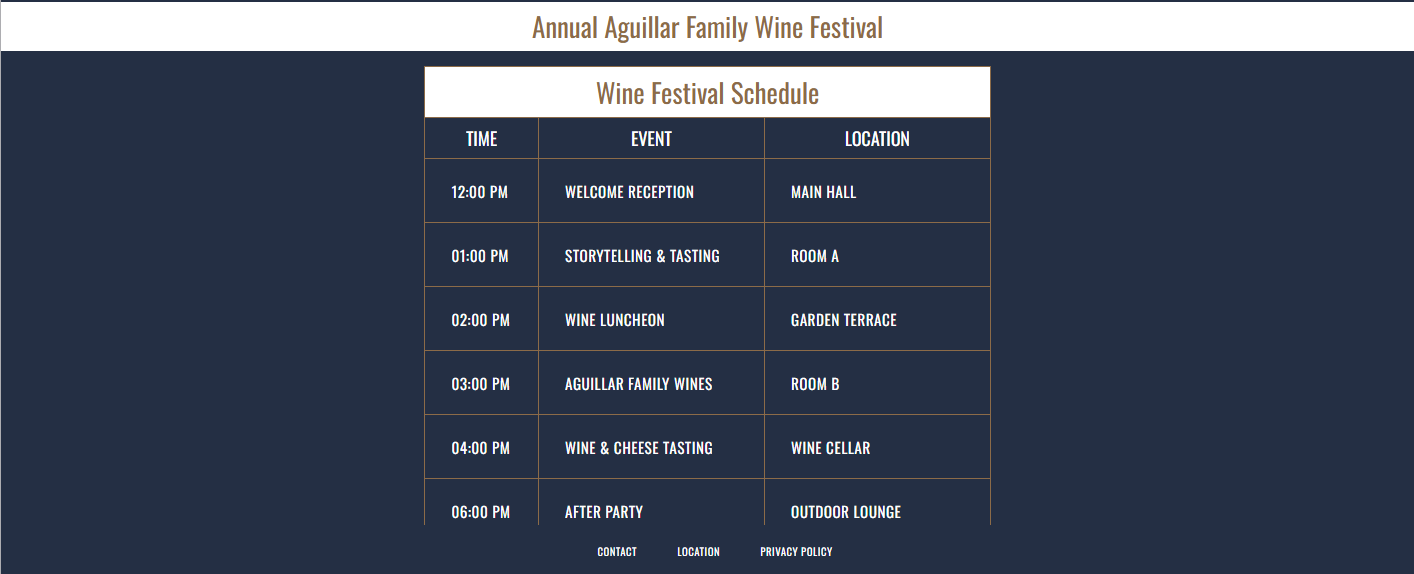 Annual Aguillar Family Wine Festival
Wine Festival Schedule
TIME EVENT LOCATION
12:00 PM WELCOME RECEPTION MAIN HALL
01:00 PM STORYTELLING & TASTING ROOM A
02:00 PM WINE LUNCHEON GARDEN TERRACE
03:00 PM AGUILLAR FAMILY WINES ROOM B
04:00 PM WINE & CHEESE TASTING WINE CELLAR
06:00 PM AFTER PARTY OUTDOOR LOUNGE
CONTACT LOCATION PRIVACY POLICY